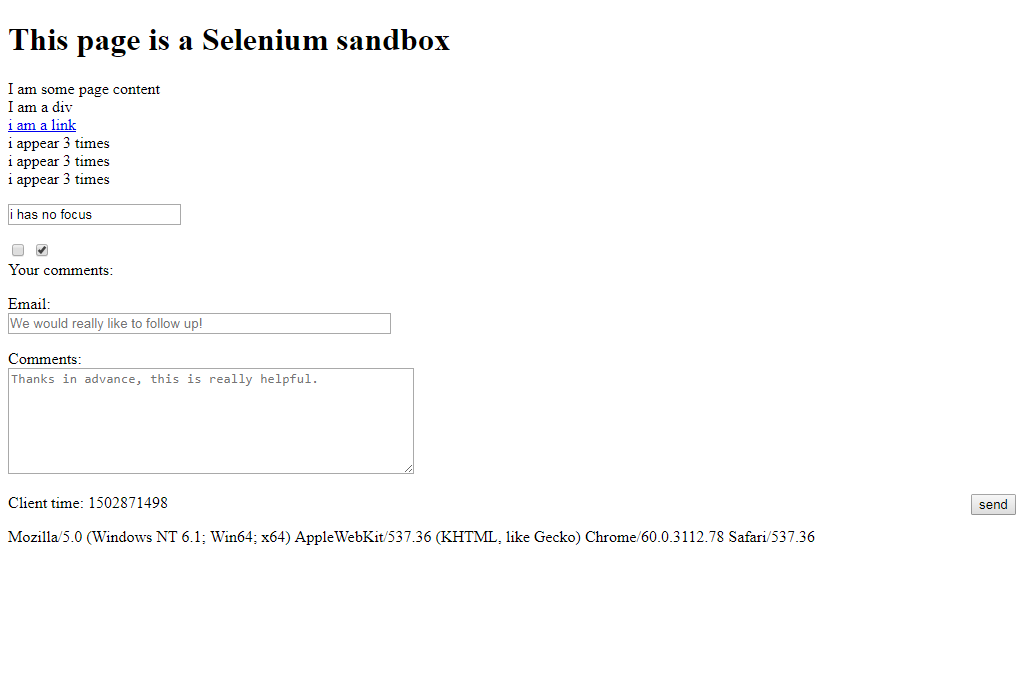 This page is a Selenium sandbox
I am some page content
I am a div
i am a link
i appear 3 times
i appear 3 times
i appear 3 times
i has no focus
Your comments:
Email:
We would really like to follow up!
Comments:
Thanks in advance, this is really helpful.
Client time: 1502871498
send
Mozilla/5.0 (Windows NT 6.1; Win64; x64) AppleWebKit/537.36 (KHTML, like Gecko) Chrome/60.0.3112.78 Safari/537.36